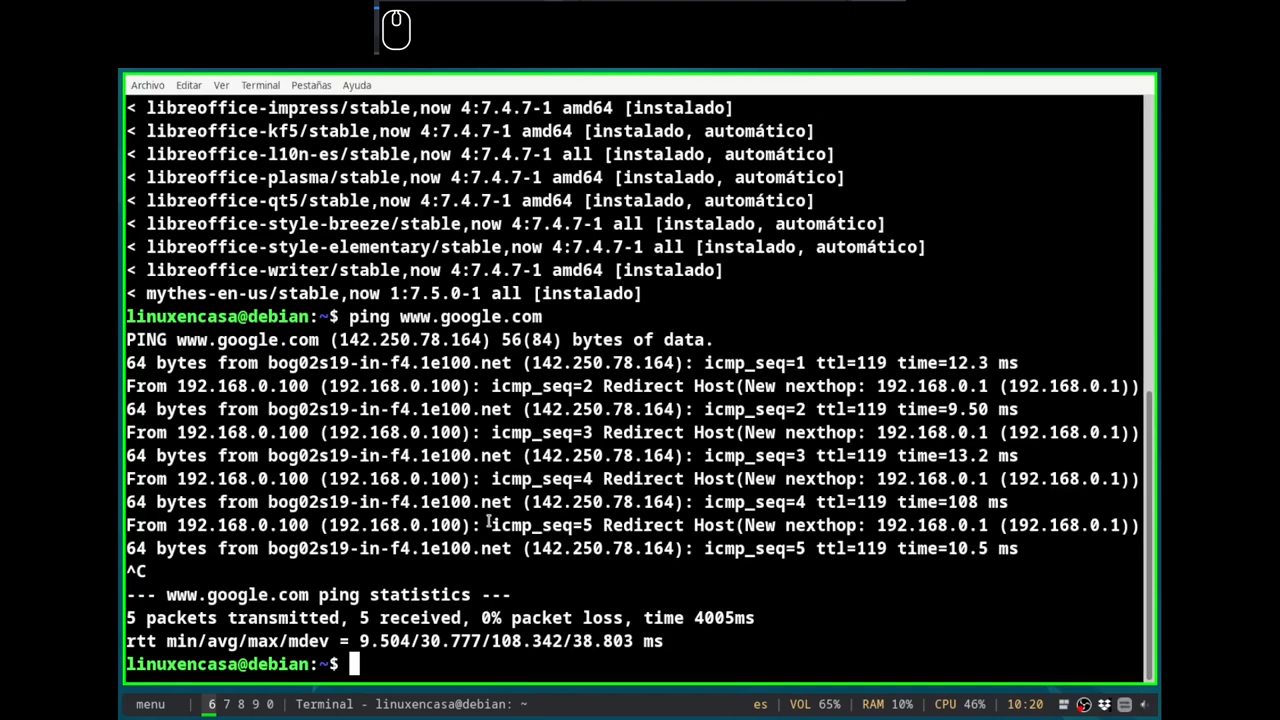 Archivo Editar Ver Terminal Pestañas Ayuda
< libreoffice-impress/stable,now 4:7.4.7-1 amd64 [instalado]
< libreoffice-kf5/stable,now 4:7.4.7-1 amd64 [instalado, automático]
< libreoffice-l10n-es/stable,now 4:7.4.7-1 all [instalado, automático]
< libreoffice-plasma/stable,now 4:7.4.7-1 amd64 [instalado, automático]
< libreoffice-qt5/stable,now 4:7.4.7-1 amd64 [instalado, automático]
< libreoffice-style-breeze/stable,now 4:7.4.7-1 all [instalado, automático]
< libreoffice-style-elementary/stable,now 4:7.4.7-1 all [instalado, automático]
< libreoffice-writer/stable,now 4:7.4.7-1 amd64 [instalado]
< mythes-en-us/stable,now 1:7.5.0-1 all [instalado]
linuxencasa@debian:~$ ping www.google.com
PING www.google.com (142.250.78.164) 56(84) bytes of data.
64 bytes from bog02s19-in-f4.1e100.net (142.250.78.164): icmp_seq=1 ttl=119 time=12.3 ms
From 192.168.0.100 (192.168.0.100): icmp_seq=2 Redirect Host(New nexthop: 192.168.0.1 (192.168.0.1))
64 bytes from bog02s19-in-f4.1e100.net (142.250.78.164): icmp_seq=2 ttl=119 time=9.50 ms
From 192.168.0.100 (192.168.0.100): icmp_seq=3 Redirect Host(New nexthop: 192.168.0.1 (192.168.0.1))
64 bytes from bog02s19-in-f4.1e100.net (142.250.78.164): icmp_seq=3 ttl=119 time=13.2 ms
From 192.168.0.100 (192.168.0.100): icmp_seq=4 Redirect Host(New nexthop: 192.168.0.1 (192.168.0.1))
64 bytes from bog02s19-in-f4.1e100.net (142.250.78.164): icmp_seq=4 ttl=119 time=108 ms
From 192.168.0.100 (192.168.0.100): icmp_seq=5 Redirect Host(New nexthop: 192.168.0.1 (192.168.0.1))
64 bytes from bog02s19-in-f4.1e100.net (142.250.78.164): icmp_seq=5 ttl=119 time=10.5 ms
^C
--- www.google.com ping statistics ---
5 packets transmitted, 5 received, 0% packet loss, time 4005ms
rtt min/avg/max/mdev = 9.504/30.777/108.342/38.803 ms
linuxencasa@debian:~$
menu | 6 7 8 9 0 | Terminal - linuxencasa@debian: ~ es | VOL 65% | RAM 10% | CPU 46% | 10:20